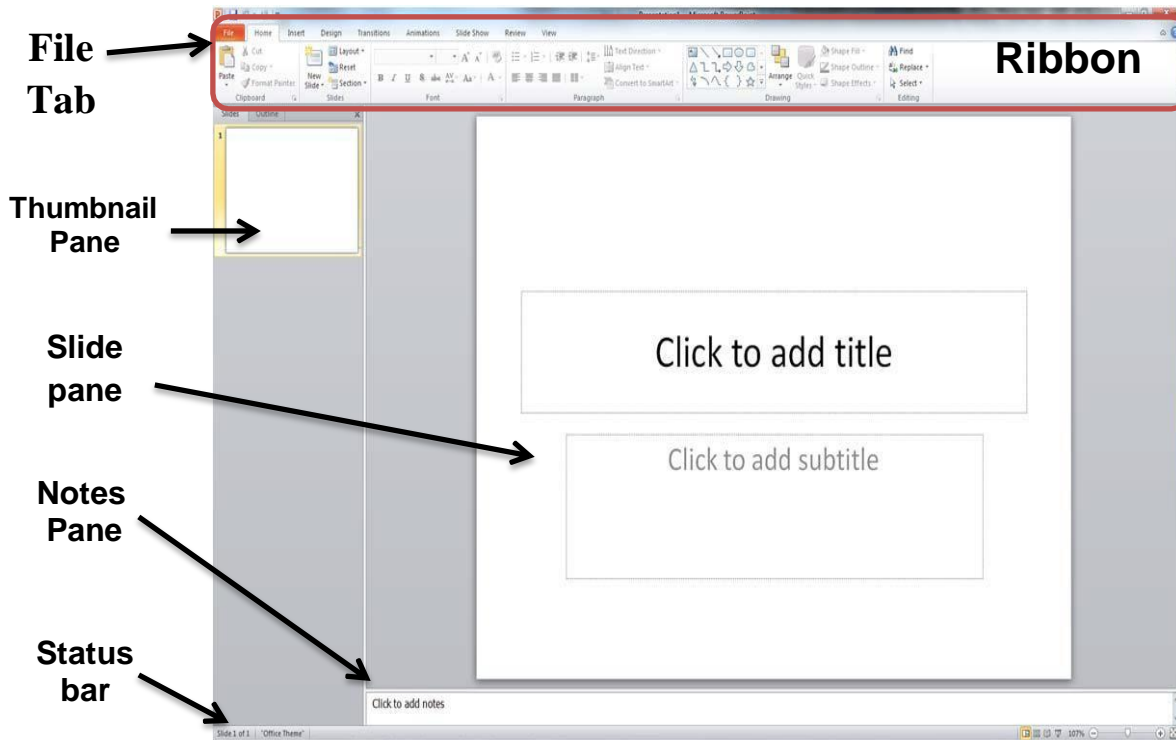 File
Tab
Ribbon
File Home Insert Design Transitions Animations Slide Show Review View
Cut
Copy
Format Painter
Paste
Clipboard
New
Slide
Layout
Reset
Section
Slides
Font
Text Direction
Align Text
Convert to SmartArt
Paragraph
Arrange
Quick
Styles
Shape Fill
Shape Outline
Shape Effects
Drawing
Find
Replace
Select
Editing
Slides Outline x
1
Thumbnail
Pane
Slide
pane
Click to add title
Click to add subtitle
Notes
Pane
Status
bar
Click to add notes
Slide 1 of 1 "Office Theme" 107%